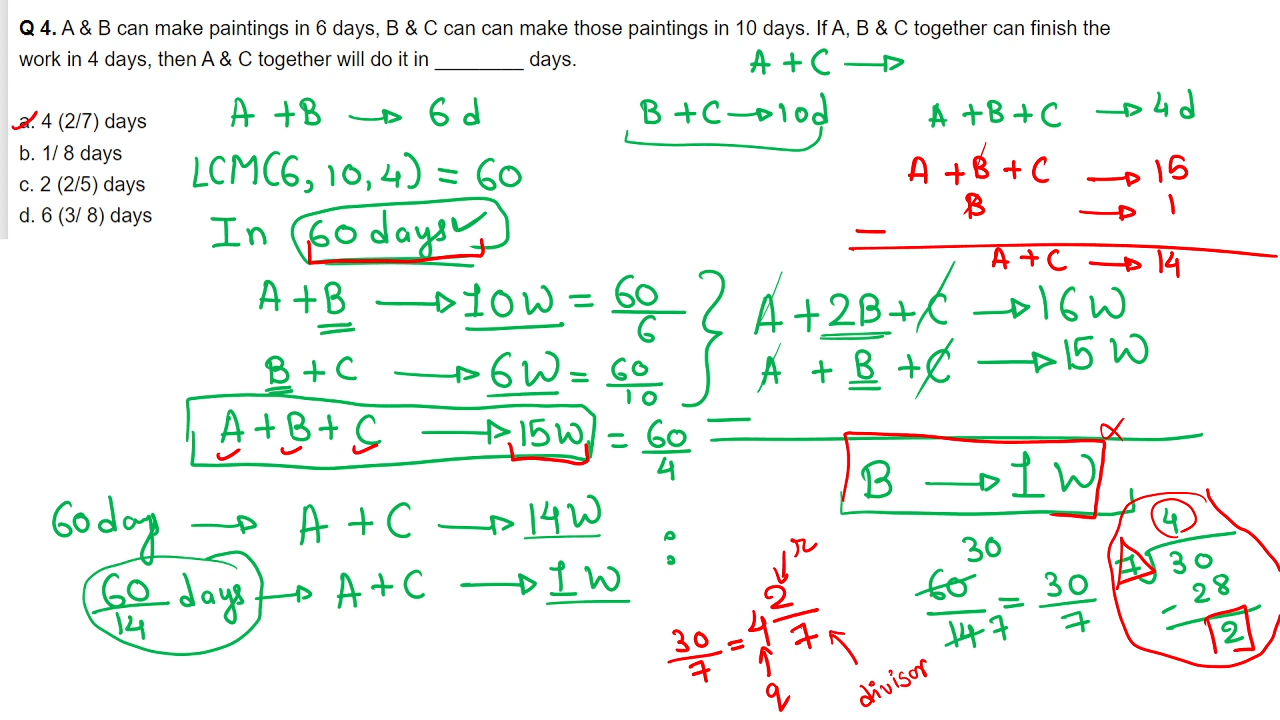 Q 4. A & B can make paintings in 6 days, B & C can can make those paintings in 10 days. If A, B & C together can finish the
work in 4 days, then A & C together will do it in ________ days.
a. 4 (2/7) days
b. 1/ 8 days
c. 2 (2/5) days
d. 6 (3/ 8) days
A + C →
A + B → 6 d
B + C → 10d
A + B + C → 4 d
LCM(6, 10, 4) = 60
In 60 days
A + B + C → 15
B → 1
A + C → 14
A + B → 10W = 60/6
B + C → 6W = 60/10
A + B + C → 15W = 60/4
A + 2B + C → 16W
A + B + C → 15 W
B → 1 W
60 day → A + C → 14W
60/14 days → A + C → 1 W
30/7 = 4 2/7
r
q
divisor
30
60/14 7 = 30/7
4
7 30
- 28
2